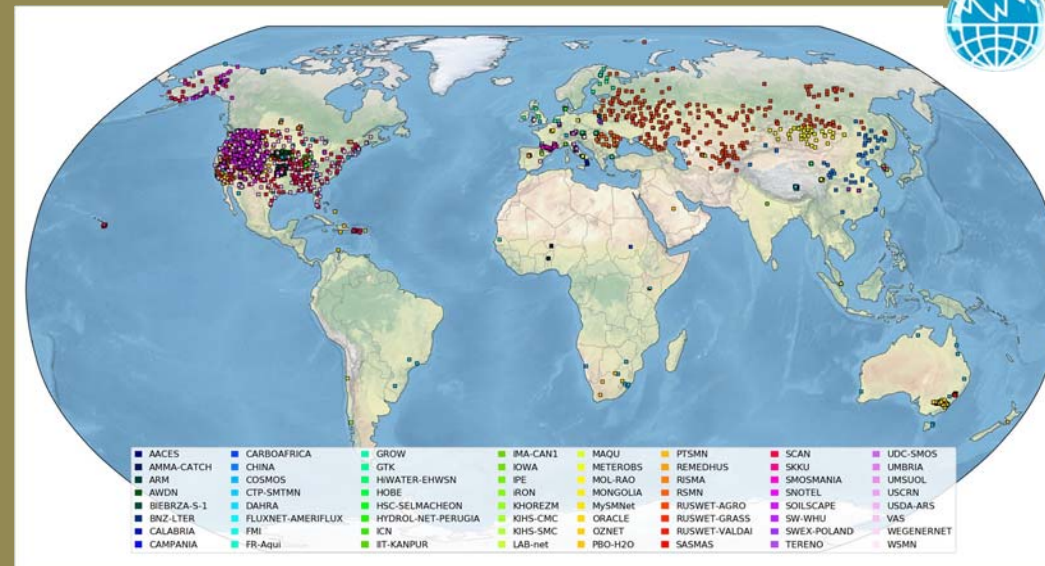 AACES
AMMA-CATCH
ARM
AWDN
BIEBRZA-S-1
BNZ-LTER
CALABRIA
CAMPANIA
CARBOAFRICA
CHINA
COSMOS
CTP-SMTMN
DAHRA
FLUXNET-AMERIFLUX
FMI
FR-Aqui
GROW
GTK
HiWATER-EHWSN
HOBE
HSC-SELMACHEON
HYDROL-NET-PERUGIA
ICN
IIT-KANPUR
IMA-CAN1
IOWA
IPE
iRON
KHOREZM
KIHS-CMC
KIHS-SMC
LAB-net
MAQU
METEROBS
MOL-RAO
MONGOLIA
MySMNet
ORACLE
OZNET
PBO-H2O
PTSMN
REMEDHUS
RISMA
RSMN
RUSWET-AGRO
RUSWET-GRASS
RUSWET-VALDAI
SASMAS
SCAN
SKKU
SMOSMANIA
SNOTEL
SOILSCAPE
SW-WHU
SWEX-POLAND
TERENO
UDC-SMOS
UMBRIA
UMSUOL
USCRN
USDA-ARS
VAS
WEGENERNET
WSMN